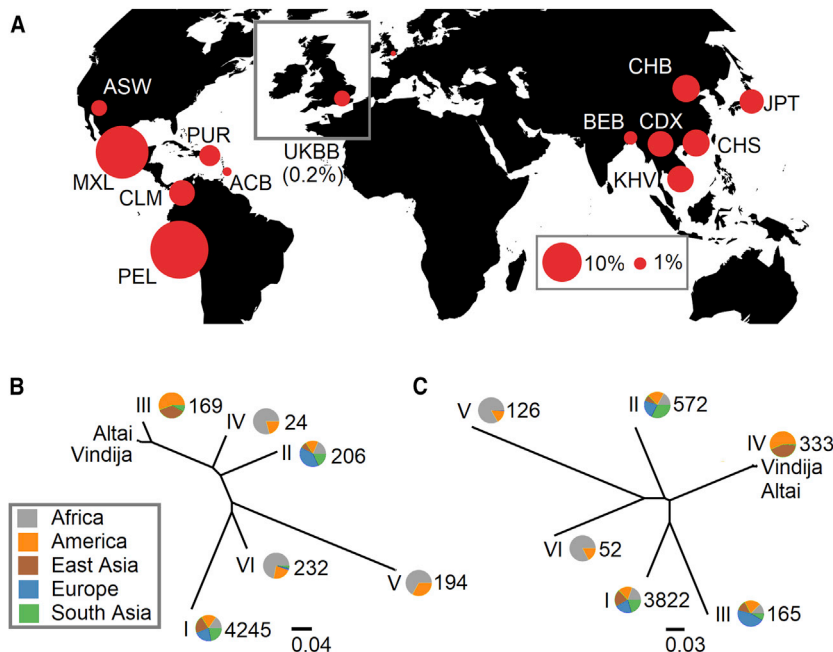 A
ASW
MXL
PUR
CLM
ACB
PEL
UKBB
(0.2%)
CHB
JPT
BEB
CDX
CHS
KHV
10%
1%
B
III
169
IV
24
Altai
Vindija
II
206
VI
232
V
194
I
4245
0.04
Africa
America
East Asia
Europe
South Asia
C
V
126
II
572
IV
333
Vindija
Altai
VI
52
I
3822
III
165
0.03